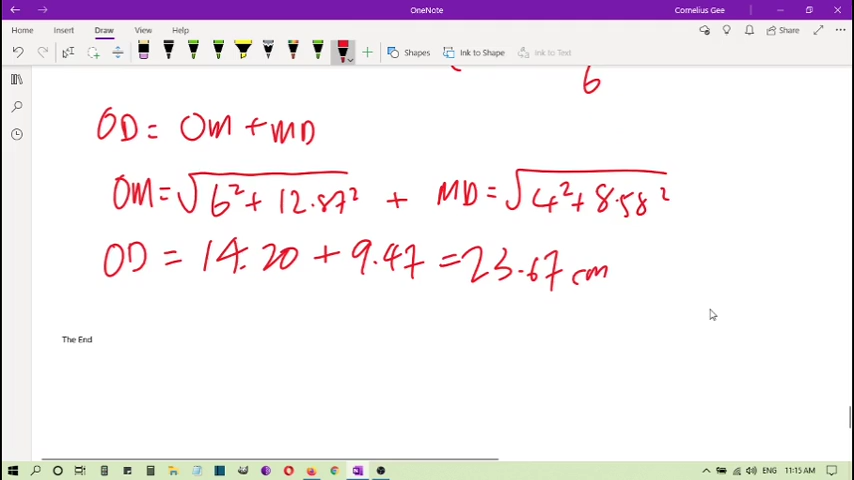 OneNote
Cornelius Gee
Home Insert Draw View Help Share
Shapes Ink to Shape Ink to Text
6
OD = OM + MD
OM = √6² + 12.87² + MD = √4² + 8.58²
OD = 14.20 + 9.47 = 23.67 cm
The End
ENG 11:15 AM